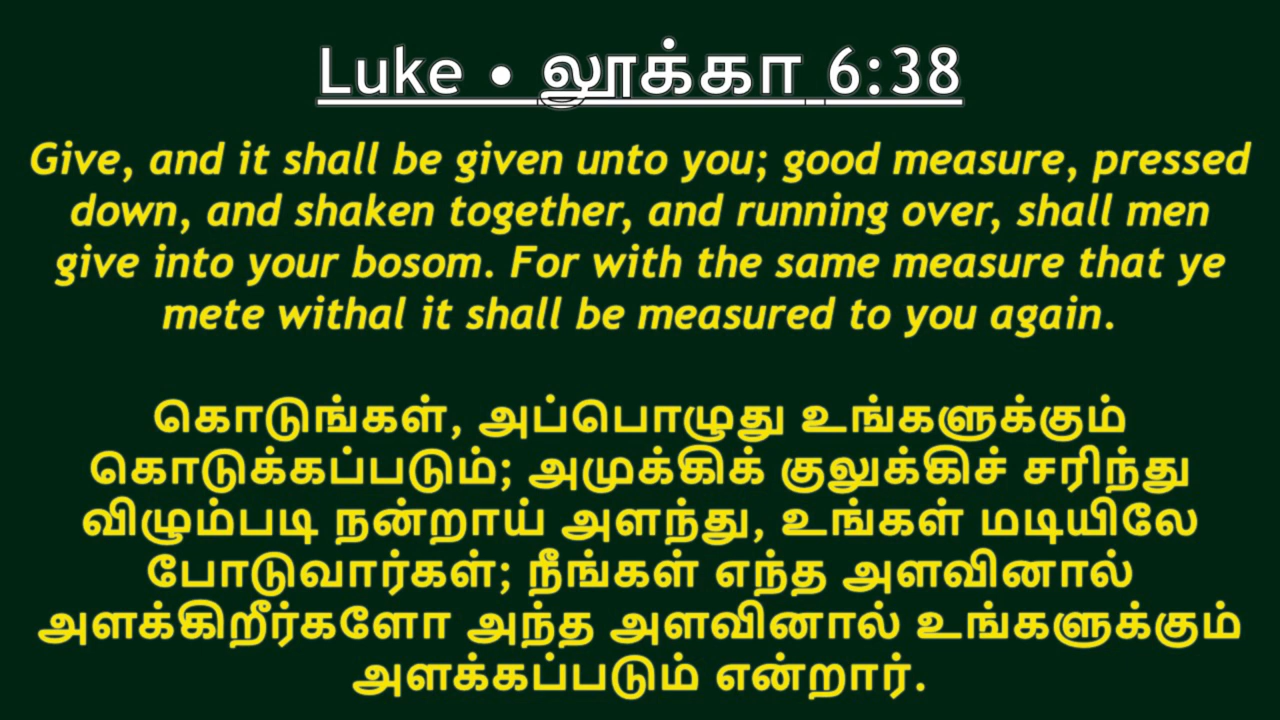 Luke • லூக்கா 6:38
Give, and it shall be given unto you; good measure, pressed
down, and shaken together, and running over, shall men
give into your bosom. For with the same measure that ye
mete withal it shall be measured to you again.
கொடுங்கள், அப்பொழுது உங்களுக்கும்
கொடுக்கப்படும்; அமுக்கிக் குலுக்கிச் சரிந்து
விழும்படி நன்றாய் அளந்து, உங்கள் மடியிலே
போடுவார்கள்; நீங்கள் எந்த அளவினால்
அளக்கிறீர்களோ அந்த அளவினால் உங்களுக்கும்
அளக்கப்படும் என்றார்.